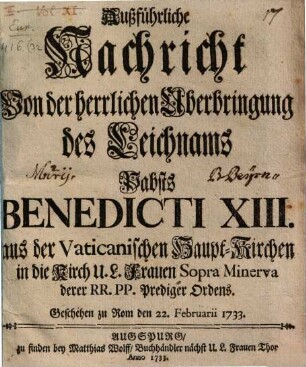 17
Außführliche
Nachricht
Von der herrlichen Überbringung
des Leichnams
Pabsts
BENEDICTI XIII.
aus der Vaticanischen Haupt-Kirchen
in die Kirch U. L. Frauen Sopra Minerva
derer RR. PP. Prediger Ordens.
Geschehen zu Rom den 22. Februarii 1733.
AUGSPURG/
zu finden bey Matthias Wolff/ Buchhändler nächst U. L. Frauen Thor
Anno 1733.